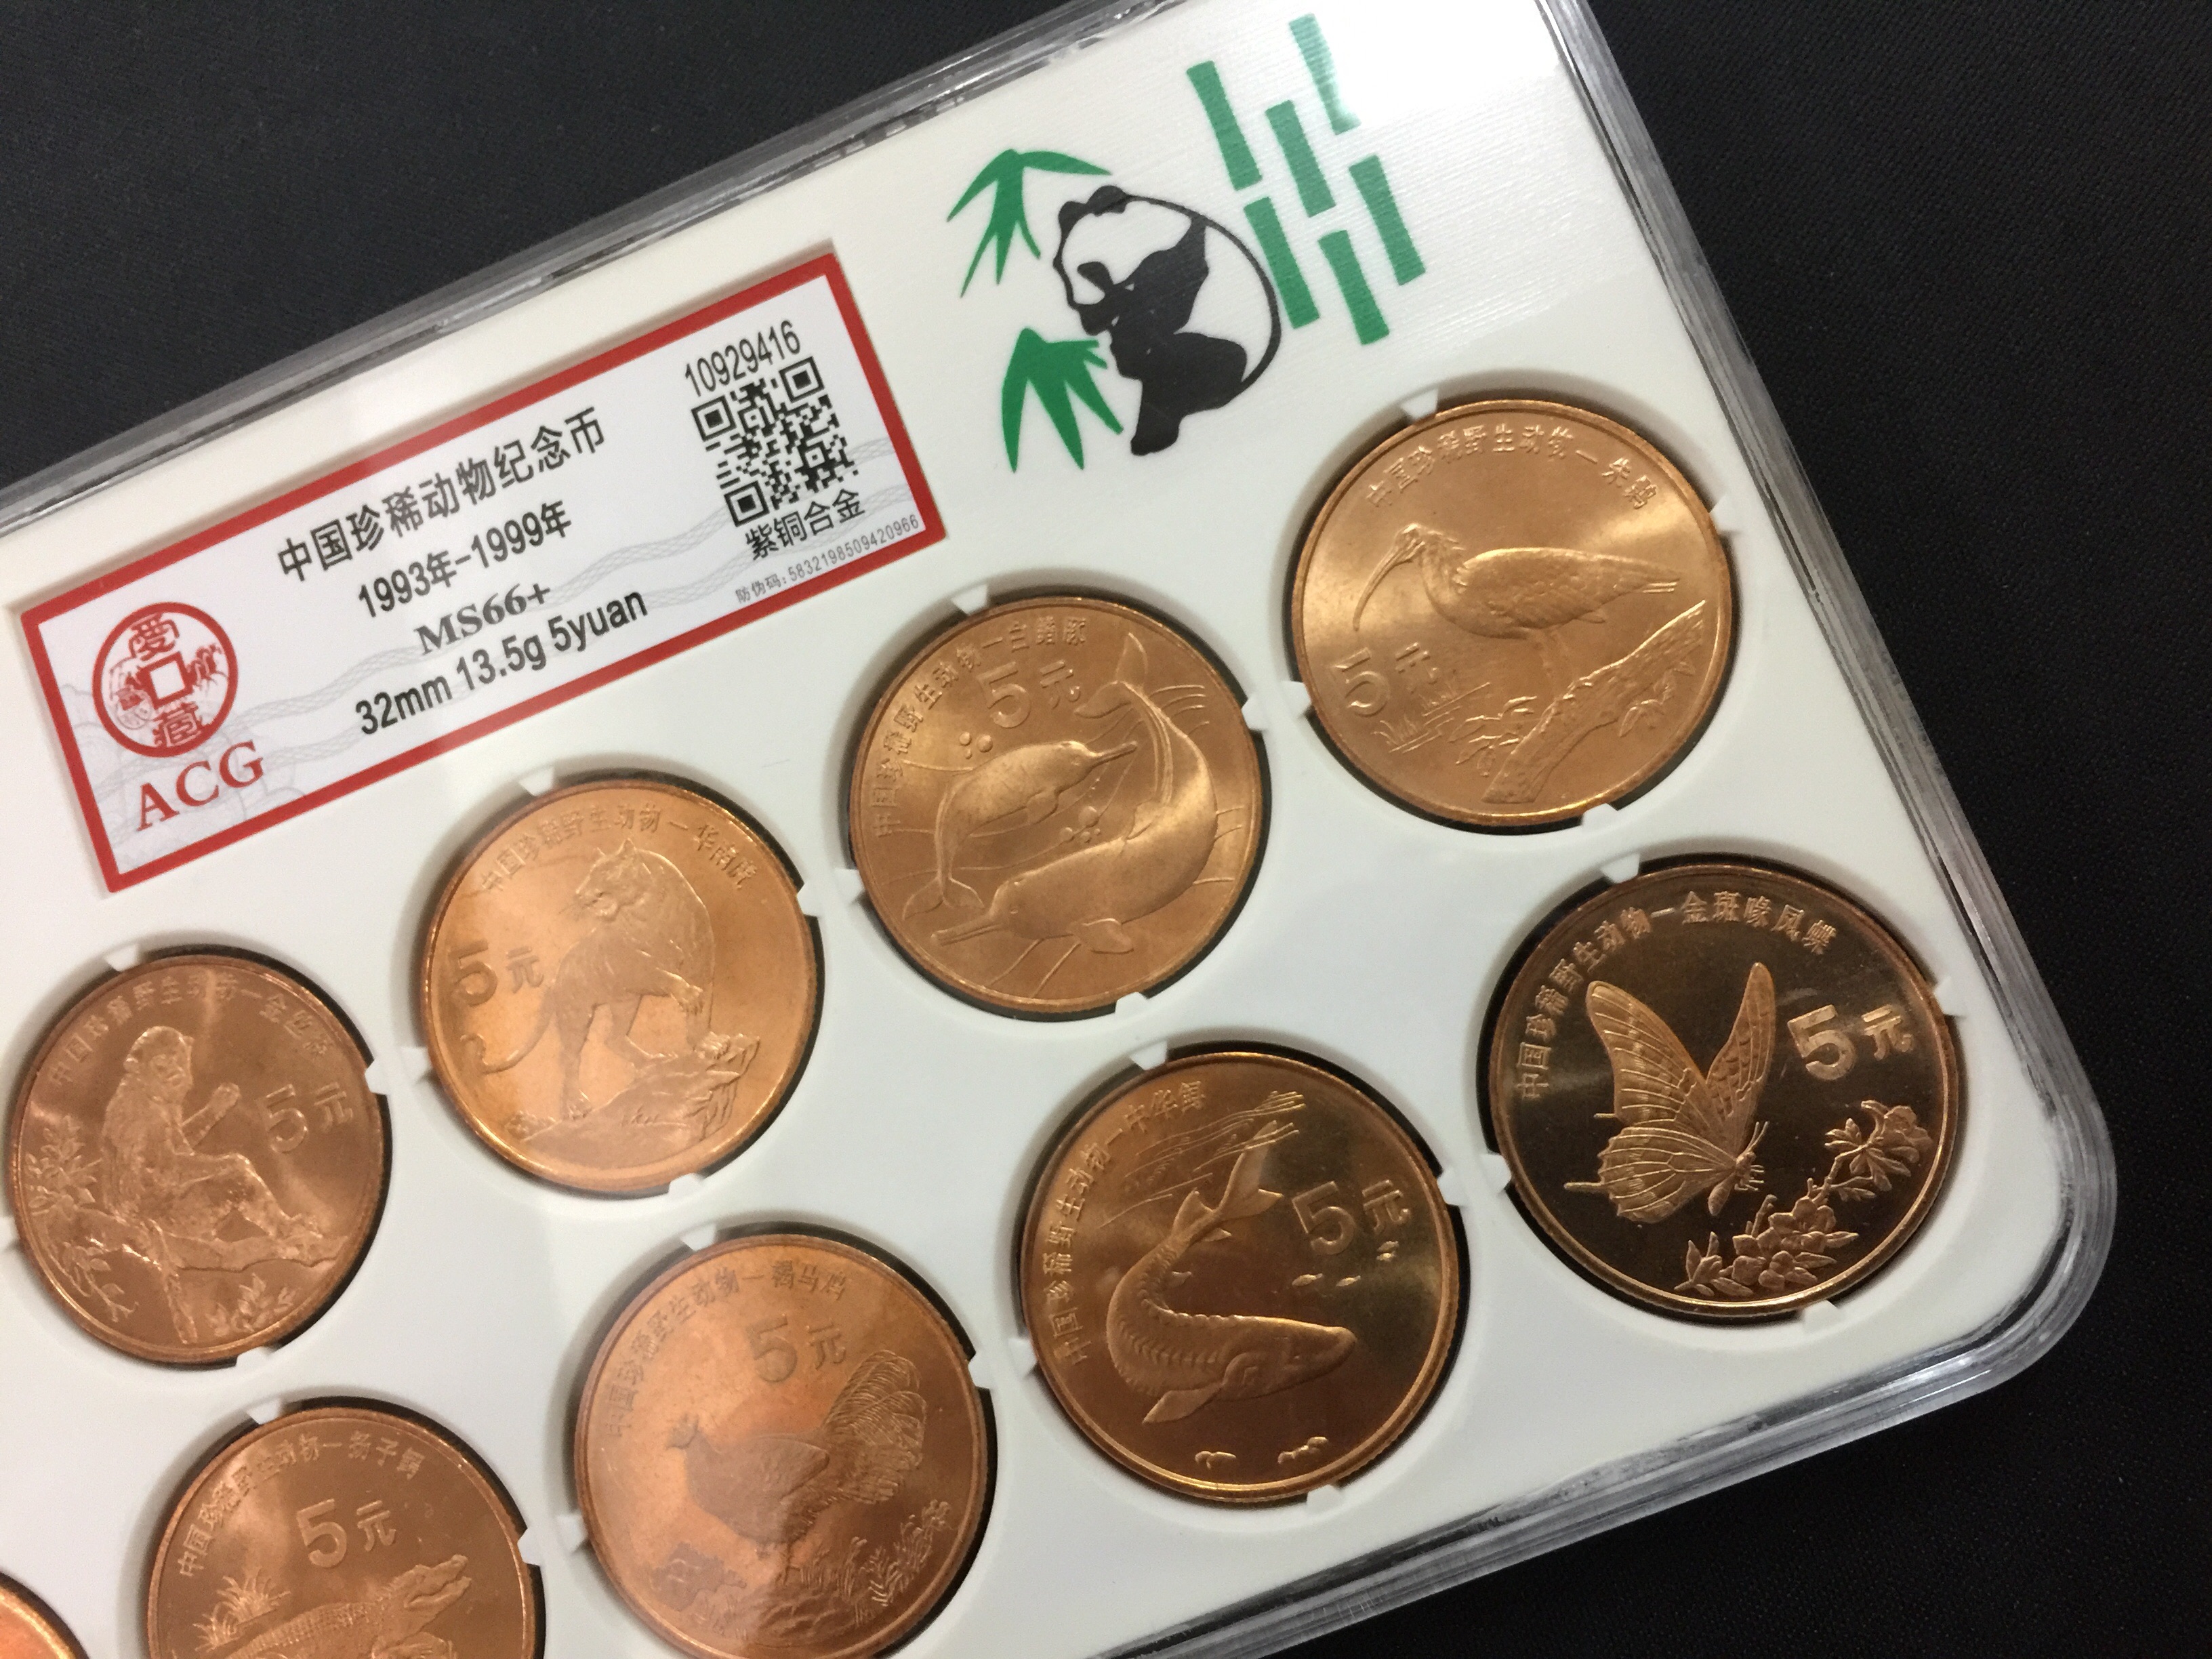 中国珍稀动物纪念币
1993年-1999年
MS66+
32mm 13.5g 5yuan
10929416
紫铜合金
防伪码:5832198509420966
愛
藏
ACG
中国珍稀野生动物—朱鹮
5元
中国珍稀野生动物—白鱀豚
5元
中国珍稀野生动物—华南虎
5元
中国珍稀野生动物—金丝猴
5元
中国珍稀野生动物—金斑喙凤蝶
5元
中国珍稀野生动物—中华鲟
5元
中国珍稀野生动物—褐马鸡
5元
中国珍稀野生动物—扬子鳄
5元